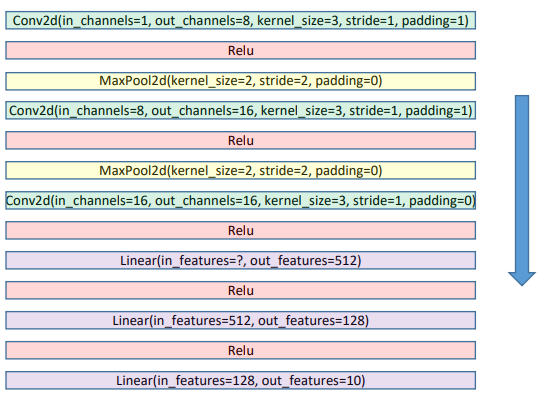 Conv2d(in_channels=1, out_channels=8, kernel_size=3, stride=1, padding=1)
Relu
MaxPool2d(kernel_size=2, stride=2, padding=0)
Conv2d(in_channels=8, out_channels=16, kernel_size=3, stride=1, padding=1)
Relu
MaxPool2d(kernel_size=2, stride=2, padding=0)
Conv2d(in_channels=16, out_channels=16, kernel_size=3, stride=1, padding=0)
Relu
Linear(in_features=?, out_features=512)
Relu
Linear(in_features=512, out_features=128)
Relu
Linear(in_features=128, out_features=10)